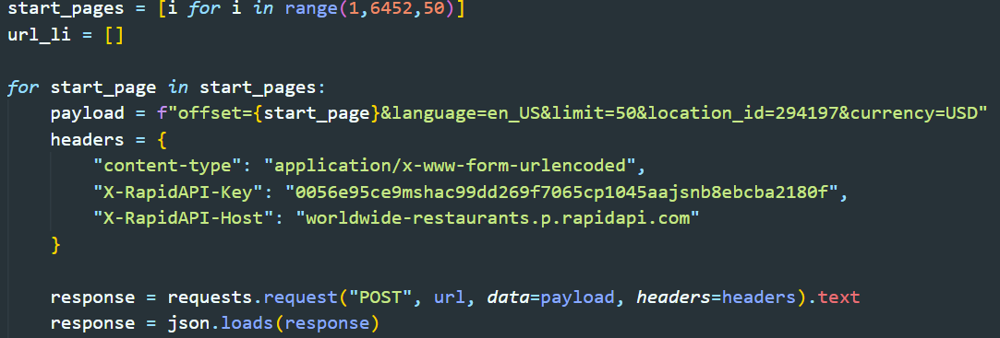 start_pages = [i for i in range(1,6452,50)]
url_li = []
for start_page in start_pages:
payload = f"offset={start_page}&language=en_US&limit=50&location_id=294197&currency=USD"
headers = {
"content-type": "application/x-www-form-urlencoded",
"X-RapidAPI-Key": "0056e95ce9mshac99dd269f7065cp1045aajsnb8ebcba2180f",
"X-RapidAPI-Host": "worldwide-restaurants.p.rapidapi.com"
}
response = requests.request("POST", url, data=payload, headers=headers).text
response = json.loads(response)